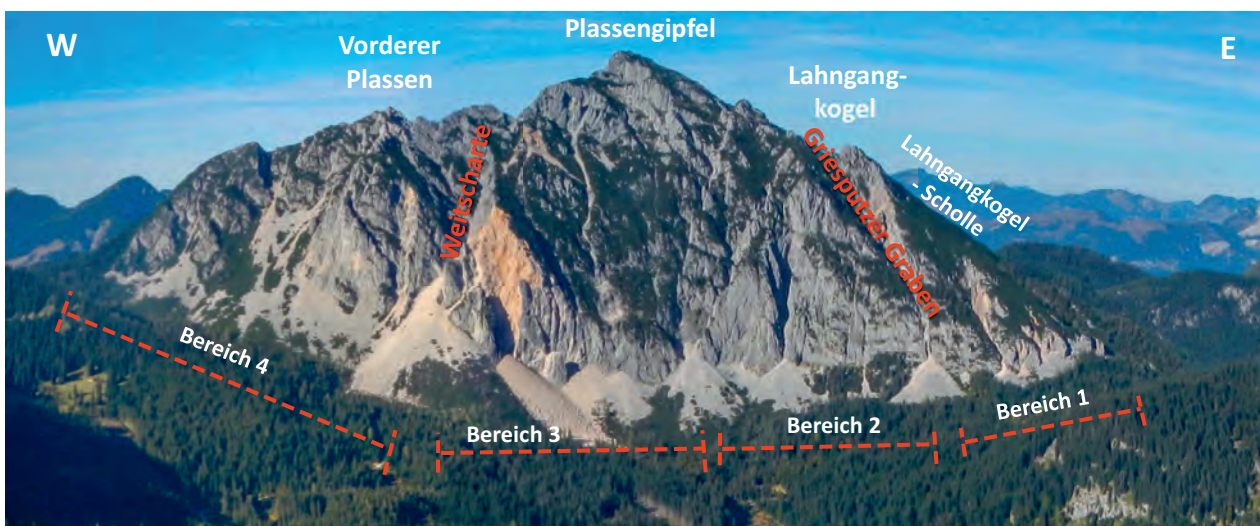 W
Vorderer
Plassen
Plassengipfel
Lahngang-
kogel
E
Weitscharte
Griesputzer Graben
Lahngangkogel
- Scholle
Bereich 4
Bereich 3
Bereich 2
Bereich 1